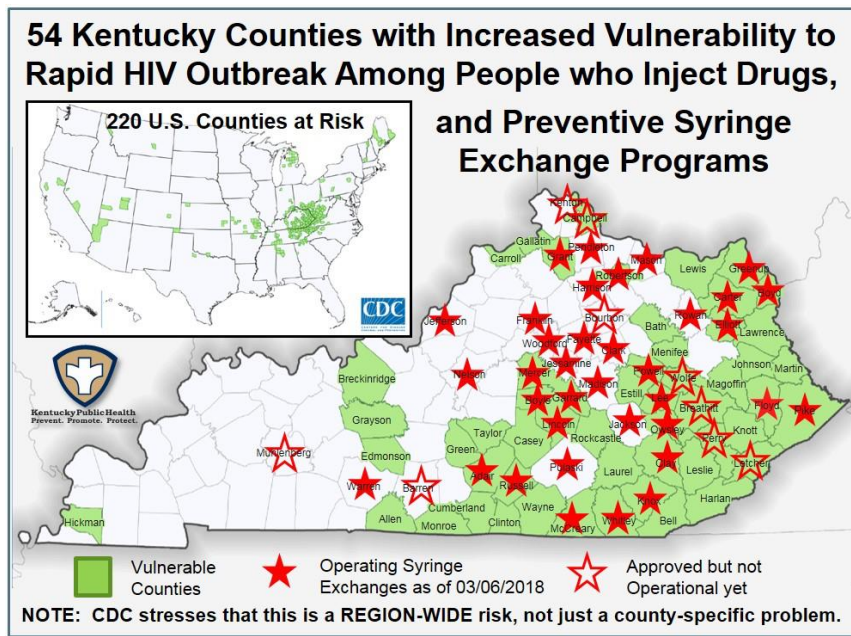 54 Kentucky Counties with Increased Vulnerability to
Rapid HIV Outbreak Among People who Inject Drugs,
and Preventive Syringe
Exchange Programs
220 U.S. Counties at Risk
CDC
KentuckyPublicHealth
Prevent. Promote. Protect.
Kenton
Campbell
Gallatin
Pendleton
Carroll
Grant
Mason
Robertson
Lewis
Greenup
Harrison
Boyd
Carter
Jefferson
Franklin
Bourbon
Rowan
Elliott
Bath
Lawrence
Woodford
Fayette
Clark
Menifee
Jessamine
Johnson
Martin
Breckinridge
Nelson
Mercer
Madison
Powell
Wolfe
Magoffin
Estill
Lee
Boyle
Garrard
Breathitt
Floyd
Pike
Grayson
Lincoln
Jackson
Owsley
Knott
Taylor
Casey
Rockcastle
Perry
Green
Edmonson
Muhlenberg
Pulaski
Laurel
Clay
Leslie
Letcher
Adair
Russell
Warren
Barren
Knox
Harlan
Cumberland
Wayne
Hickman
Allen
Monroe
Clinton
McCreary
Whitley
Bell
Vulnerable
Counties
Operating Syringe
Exchanges as of 03/06/2018
Approved but not
Operational yet
NOTE: CDC stresses that this is a REGION-WIDE risk, not just a county-specific problem.